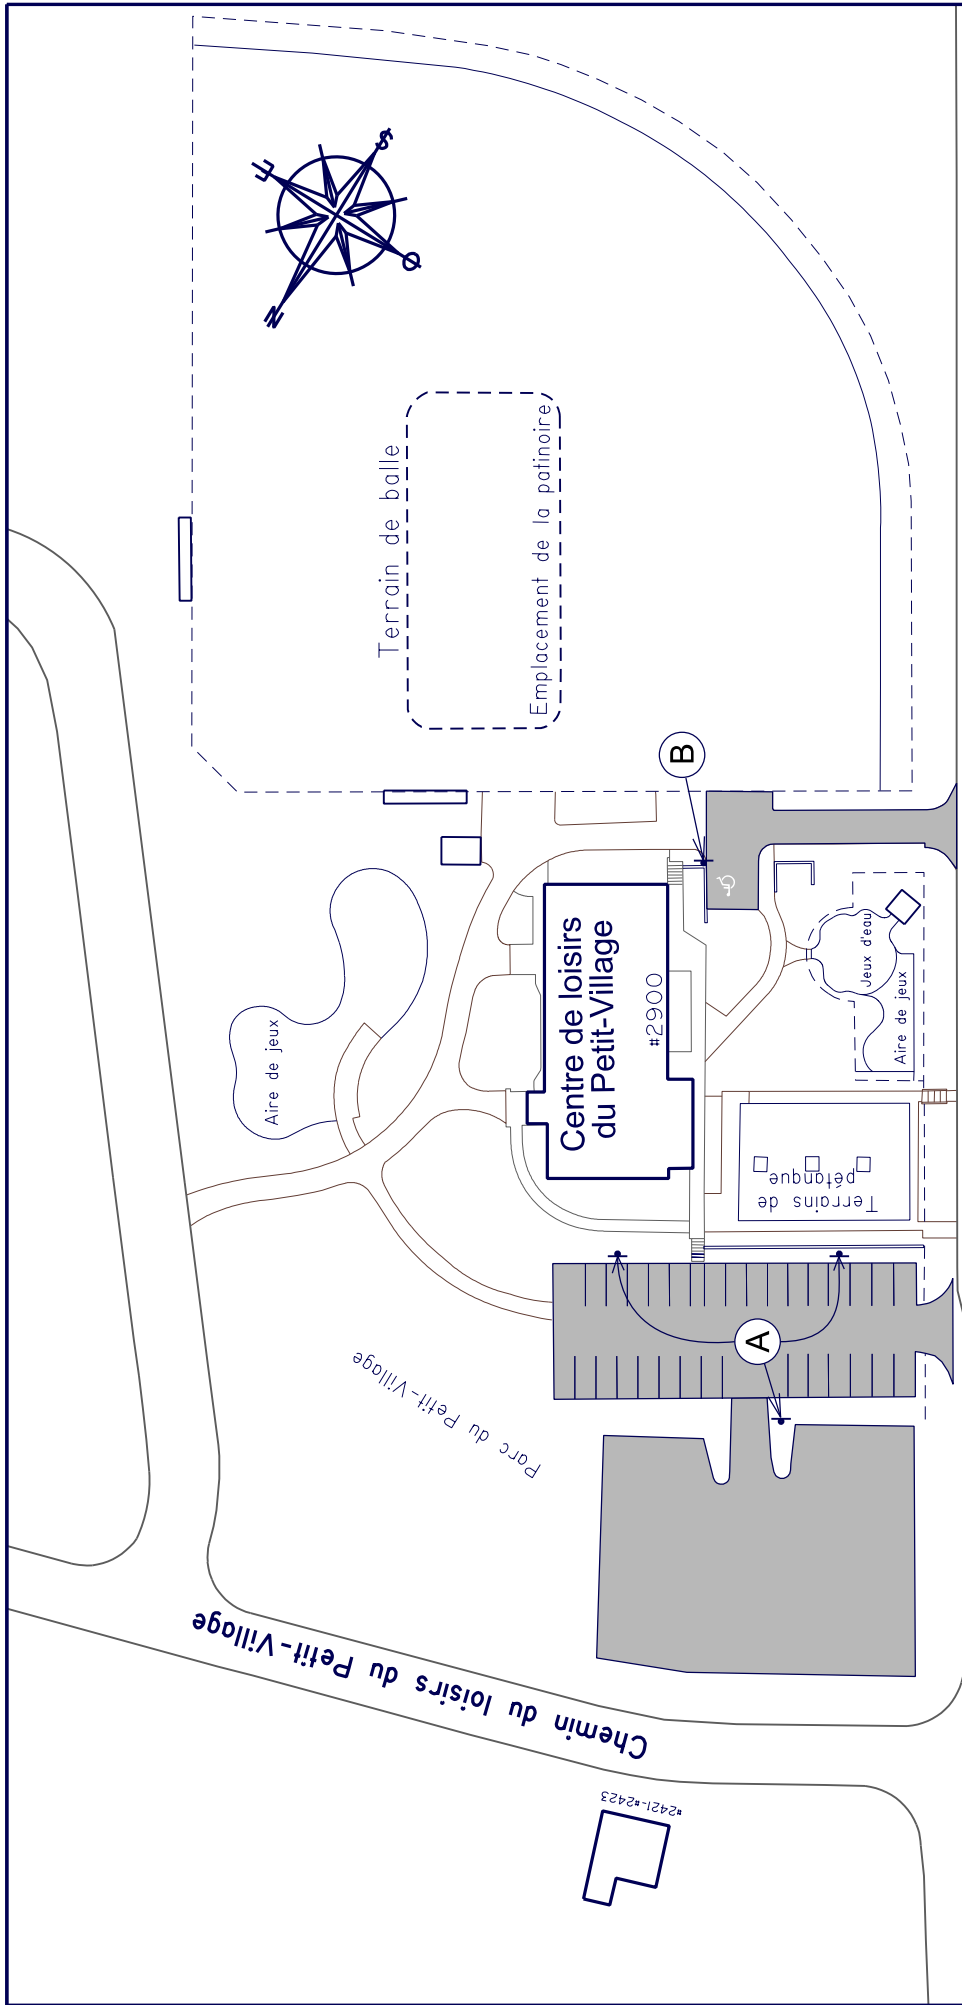 N
E
S
O
Terrain de balle
Emplacement de la patinoire
B
Aire de jeux
Centre de loisirs
du Petit-Village
#2900
Jeux d'eau
Aire de jeux
Terrains de
pétanque
A
Parc du Petit-Village
Chemin du loisirs du Petit-Village
#2421-#2423